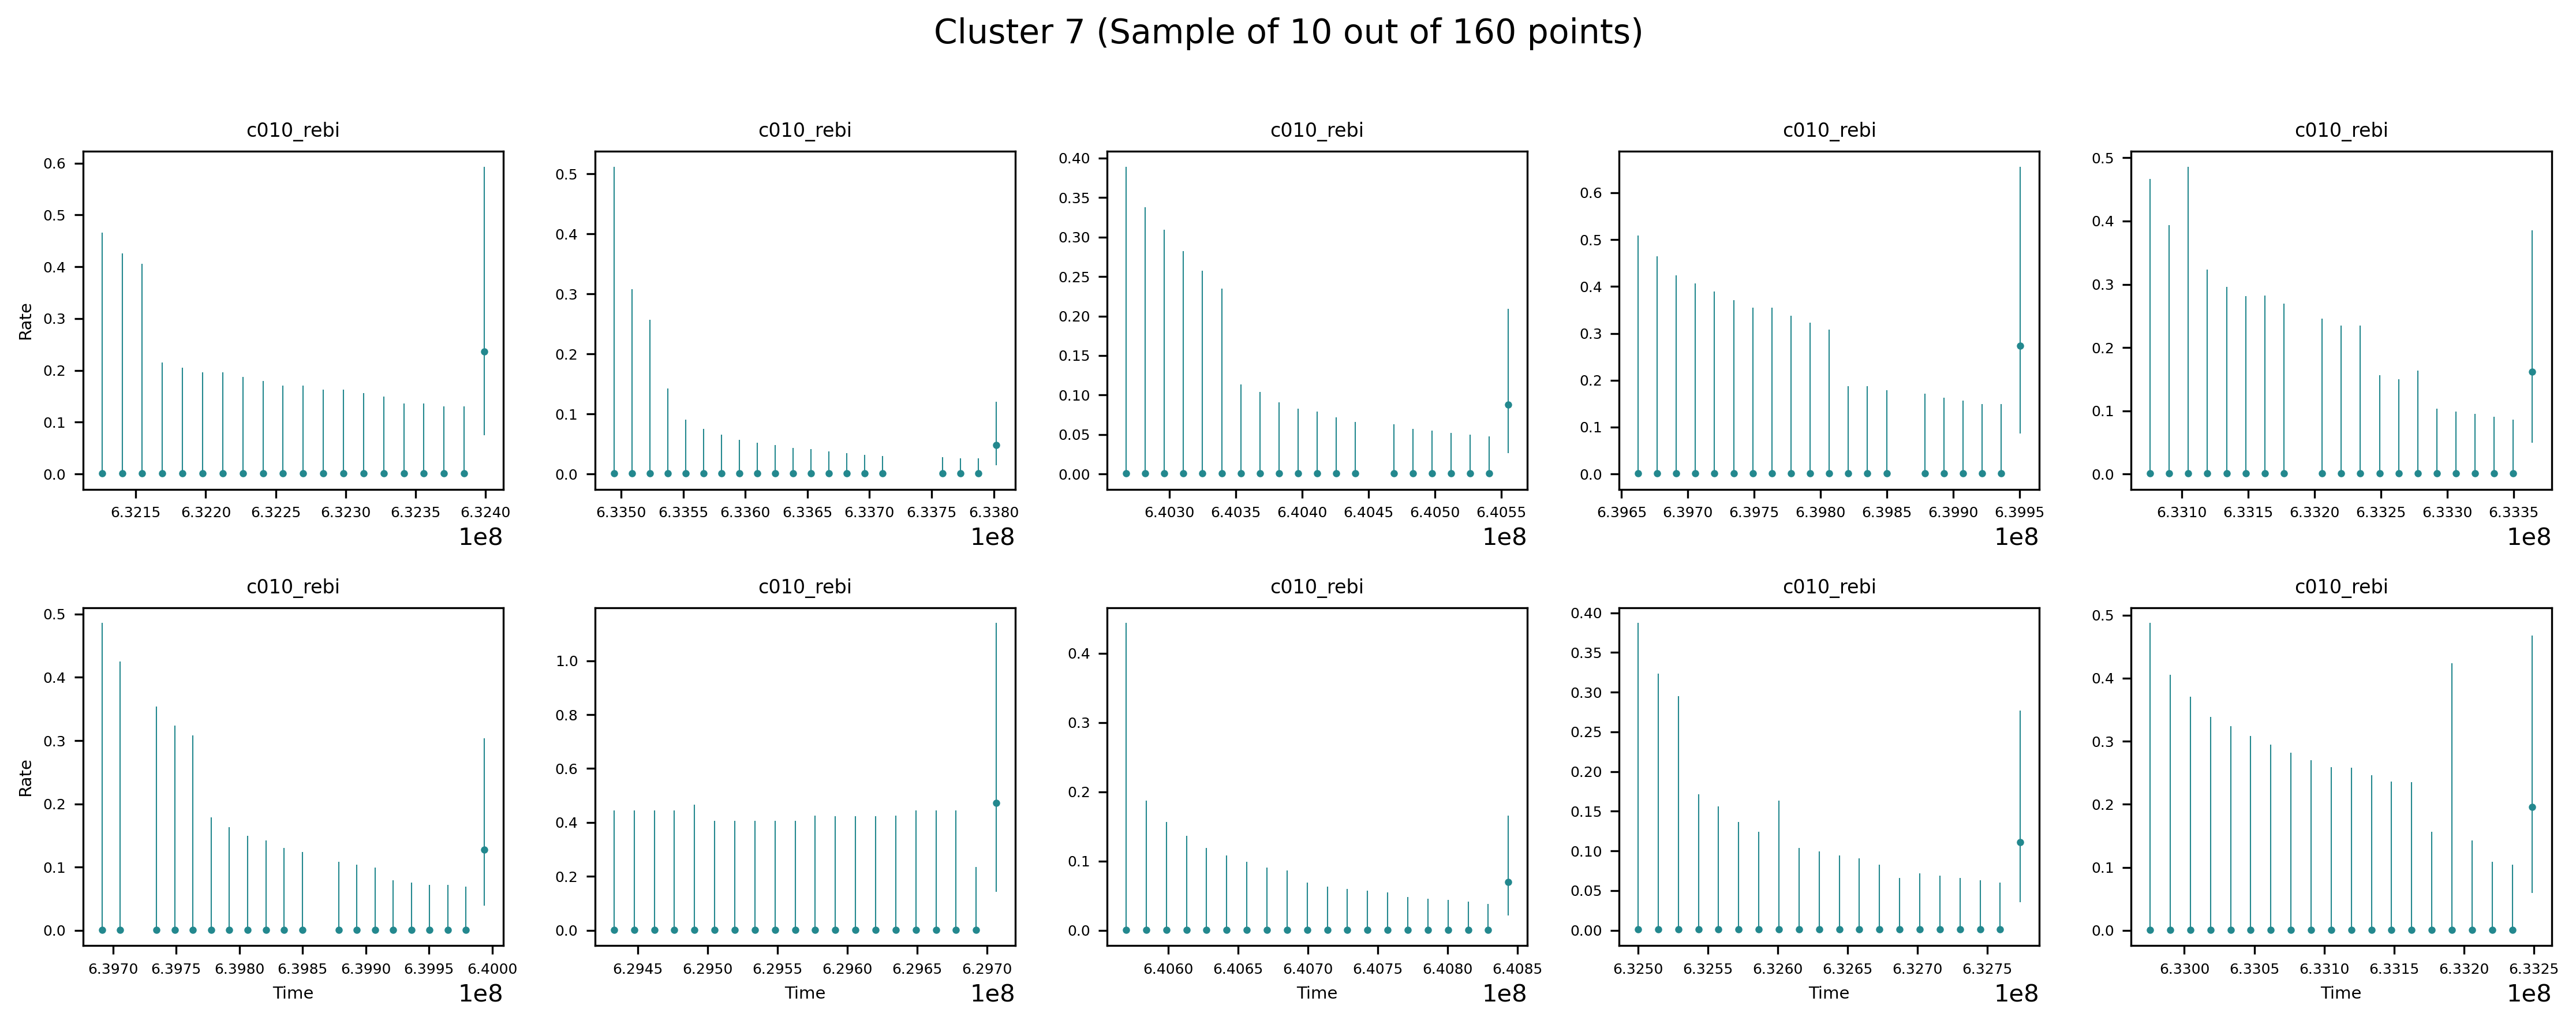 Cluster 7 (Sample of 10 out of 160 points)
c010_rebi c010_rebi c010_rebi c010_rebi c010_rebi
Rate
0.6 0.5 0.4 0.3 0.2 0.1 0.0
6.3215 6.3220 6.3225 6.3230 6.3235 6.3240
1e8
0.5 0.4 0.3 0.2 0.1 0.0
6.3350 6.3355 6.3360 6.3365 6.3370 6.3375 6.3380
1e8
0.40 0.35 0.30 0.25 0.20 0.15 0.10 0.05 0.00
6.4030 6.4035 6.4040 6.4045 6.4050 6.4055
1e8
0.6 0.5 0.4 0.3 0.2 0.1 0.0
6.3965 6.3970 6.3975 6.3980 6.3985 6.3990 6.3995
1e8
0.5 0.4 0.3 0.2 0.1 0.0
6.3310 6.3315 6.3320 6.3325 6.3330 6.3335
1e8
c010_rebi c010_rebi c010_rebi c010_rebi c010_rebi
Rate
0.5 0.4 0.3 0.2 0.1 0.0
6.3970 6.3975 6.3980 6.3985 6.3990 6.3995 6.4000
Time 1e8
1.0 0.8 0.6 0.4 0.2 0.0
6.2945 6.2950 6.2955 6.2960 6.2965 6.2970
Time 1e8
0.4 0.3 0.2 0.1 0.0
6.4060 6.4065 6.4070 6.4075 6.4080 6.4085
Time 1e8
0.40 0.35 0.30 0.25 0.20 0.15 0.10 0.05 0.00
6.3250 6.3255 6.3260 6.3265 6.3270 6.3275
Time 1e8
0.5 0.4 0.3 0.2 0.1 0.0
6.3300 6.3305 6.3310 6.3315 6.3320 6.3325
Time 1e8